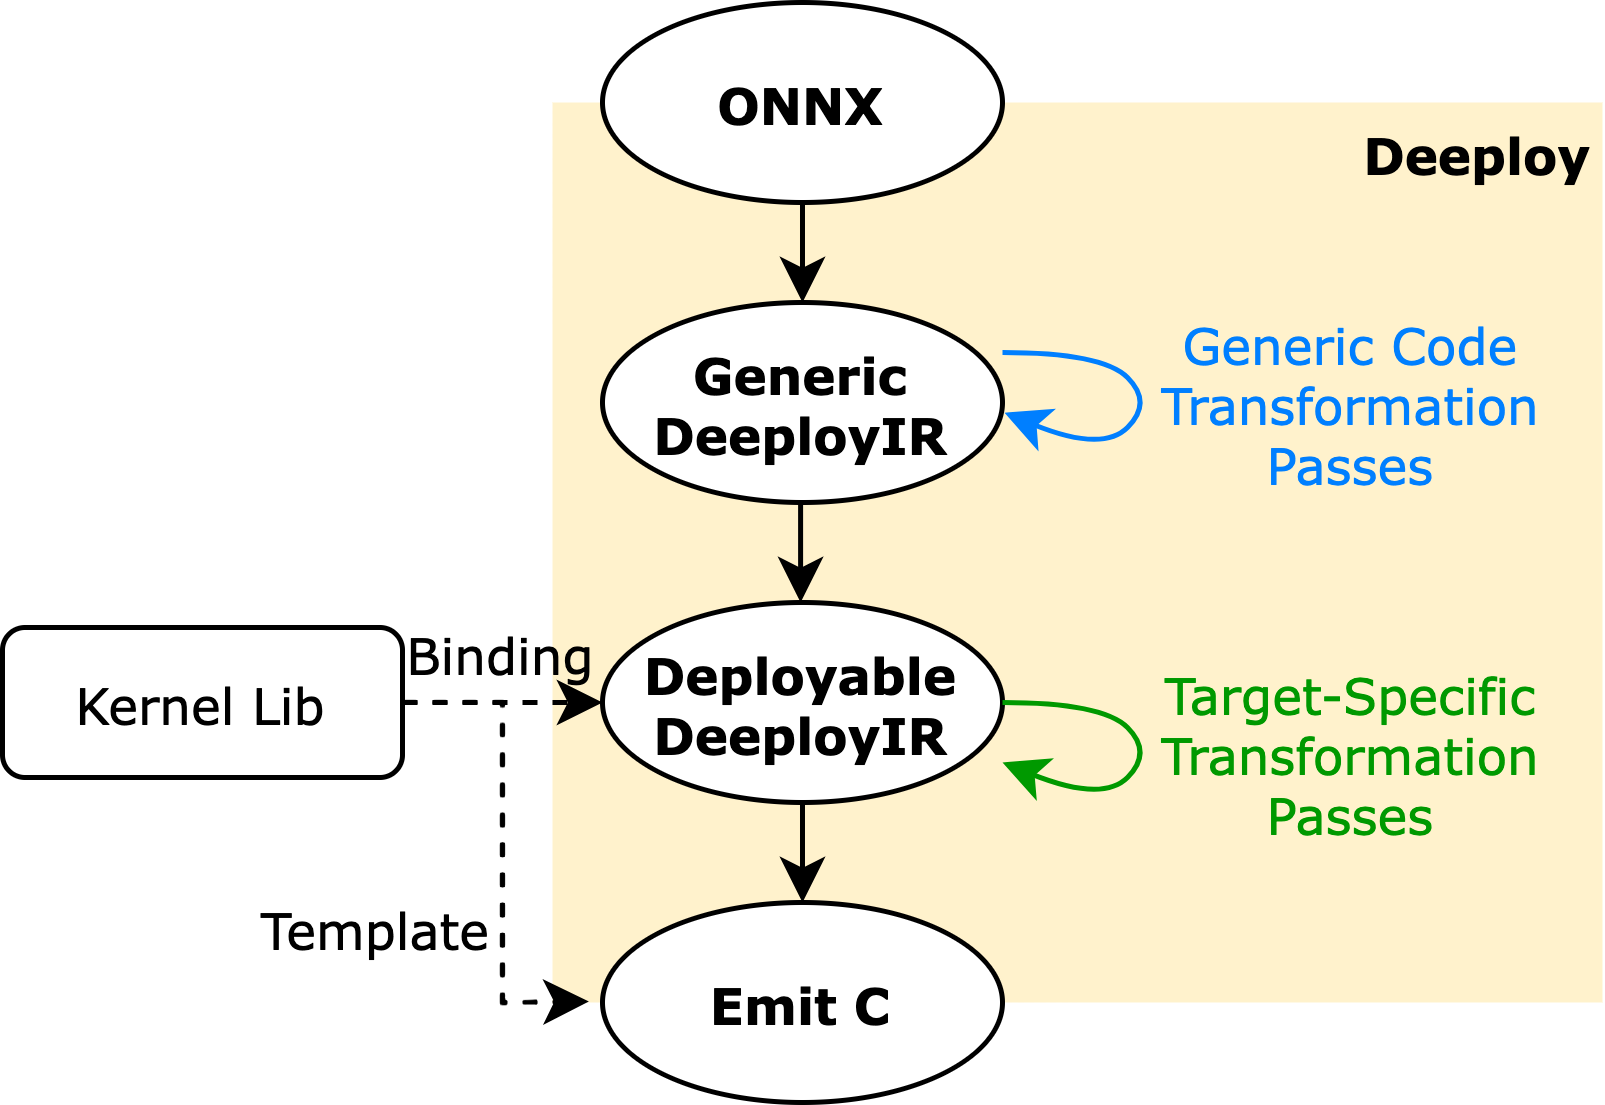 ONNX
Deeploy
Generic
DeeployIR
Generic Code
Transformation
Passes
Kernel Lib
Binding
Deployable
DeeployIR
Target-Specific
Transformation
Passes
Template
Emit C